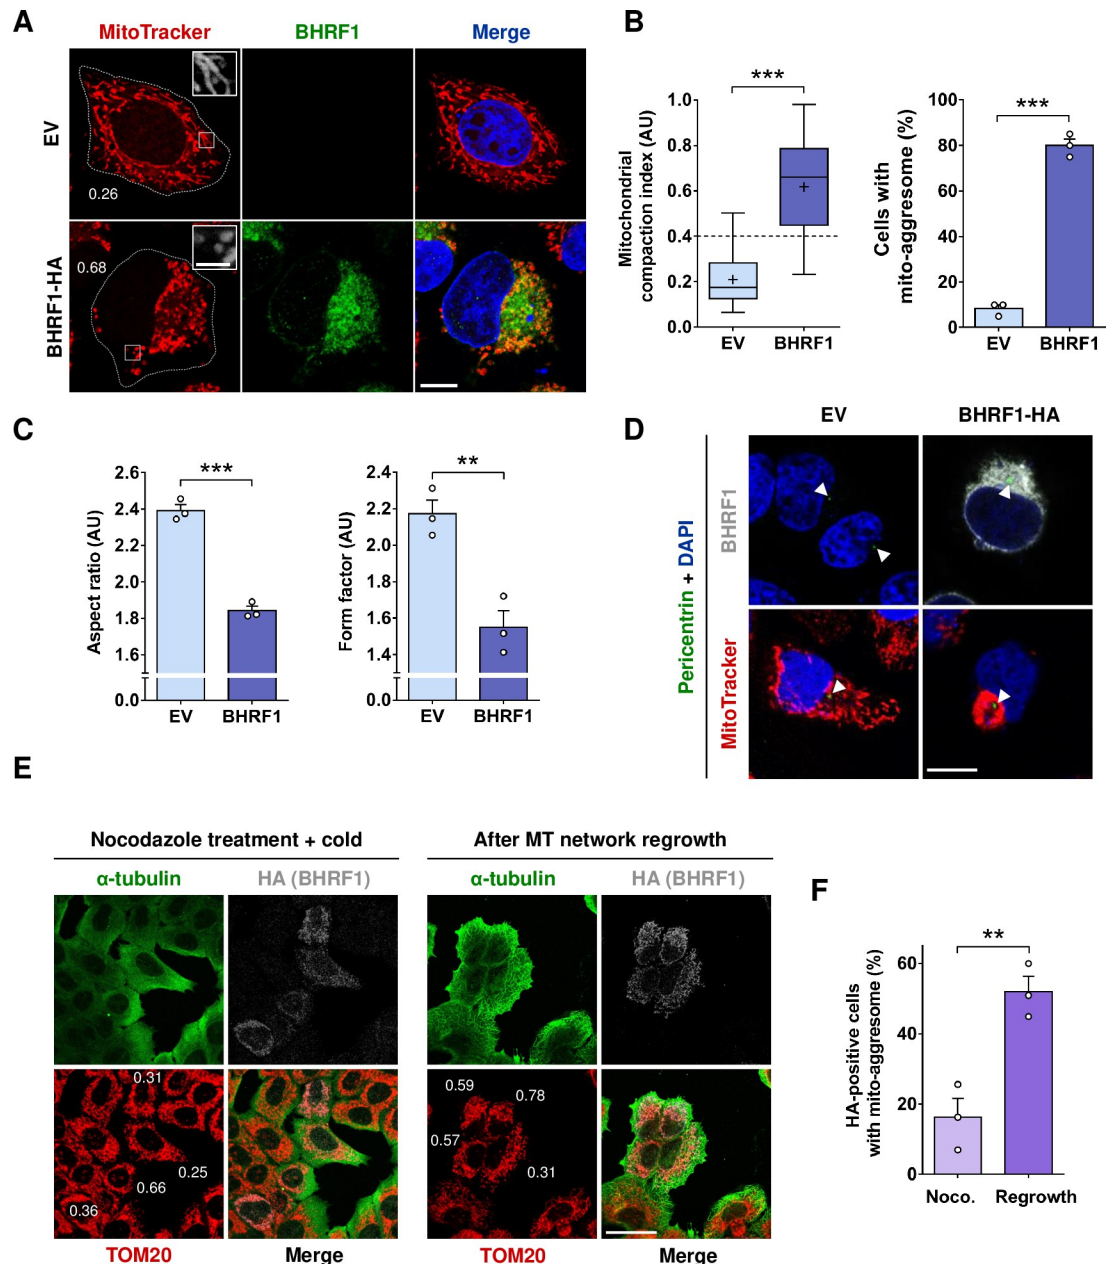 A
MitoTracker
BHRF1
Merge
EV
0.26
BHRF1-HA
0.68
B
Mitochondrial
compaction index (AU)
1.0
0.8
0.6
0.4
0.2
0.0
***
EV
BHRF1
Cells with
mito-aggresome (%)
100
80
60
40
20
0
***
EV
BHRF1
C
Aspect ratio (AU)
2.6
2.4
2.2
2.0
1.8
1.6
0.0
***
EV
BHRF1
Form factor (AU)
2.4
2.2
2.0
1.8
1.6
1.4
0.0
**
EV
BHRF1
D
EV
BHRF1-HA
Pericentrin + DAPI
BHRF1
MitoTracker
E
Nocodazole treatment + cold
After MT network regrowth
α-tubulin
HA (BHRF1)
α-tubulin
HA (BHRF1)
0.31
0.25
0.66
0.36
0.59
0.78
0.57
0.31
TOM20
Merge
TOM20
Merge
F
HA-positive cells
with mito-aggresome (%)
60
40
20
0
**
Noco.
Regrowth